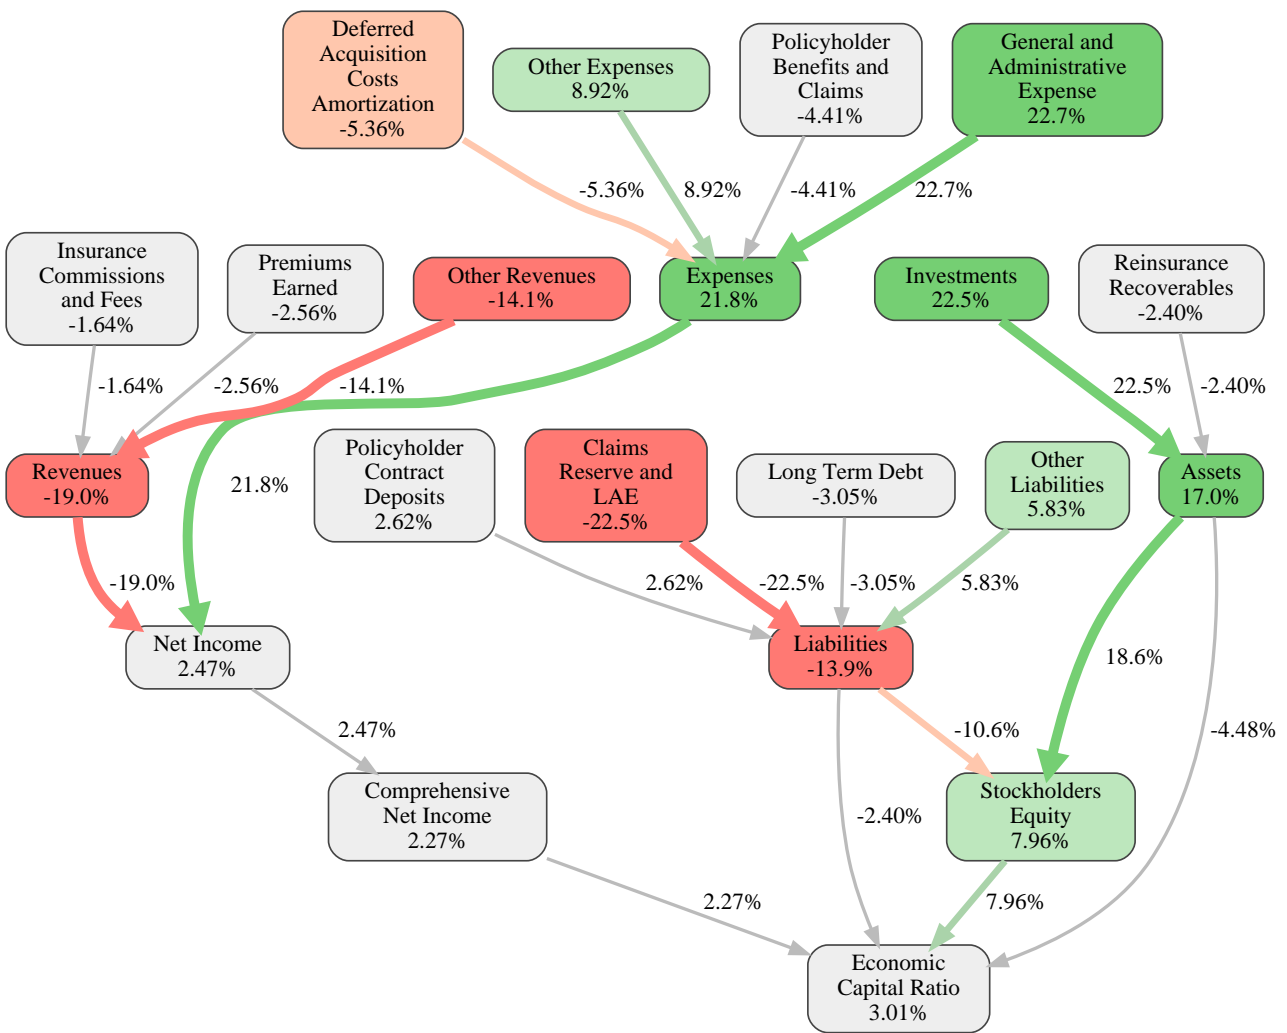 Deferred
Acquisition
Costs
Amortization
-5.36%
Other Expenses
8.92%
Policyholder
Benefits and
Claims
-4.41%
General and
Administrative
Expense
22.7%
-5.36%
8.92%
-4.41%
22.7%
Insurance
Commissions
and Fees
-1.64%
Premiums
Earned
-2.56%
Other Revenues
-14.1%
Expenses
21.8%
Investments
22.5%
Reinsurance
Recoverables
-2.40%
-1.64%
-2.56%
-14.1%
22.5%
-2.40%
Revenues
-19.0%
21.8%
Policyholder
Contract
Deposits
2.62%
Claims
Reserve and
LAE
-22.5%
Long Term Debt
-3.05%
Other
Liabilities
5.83%
Assets
17.0%
-19.0%
2.62%
-22.5%
-3.05%
5.83%
Net Income
2.47%
Liabilities
-13.9%
18.6%
2.47%
-10.6%
-4.48%
Comprehensive
Net Income
2.27%
-2.40%
Stockholders
Equity
7.96%
2.27%
7.96%
Economic
Capital Ratio
3.01%